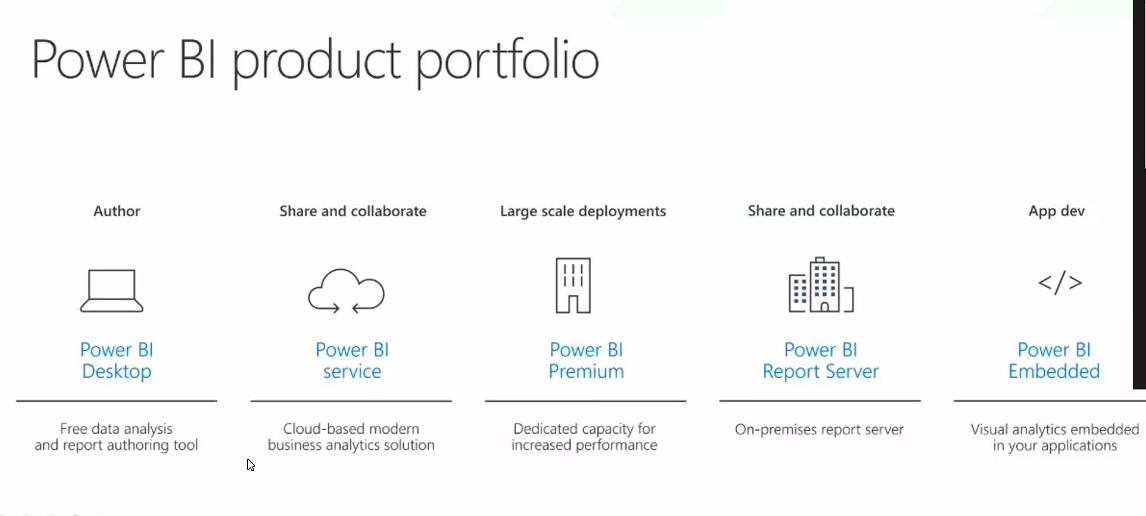 Power BI product portfolio
Author
Share and collaborate
Large scale deployments
Share and collaborate
App dev
</>
Power BI
Desktop
Power BI
service
Power BI
Premium
Power BI
Report Server
Power BI
Embedded
Free data analysis
and report authoring tool
Cloud-based modern
business analytics solution
Dedicated capacity for
increased performance
On-premises report server
Visual analytics embedded
in your applications